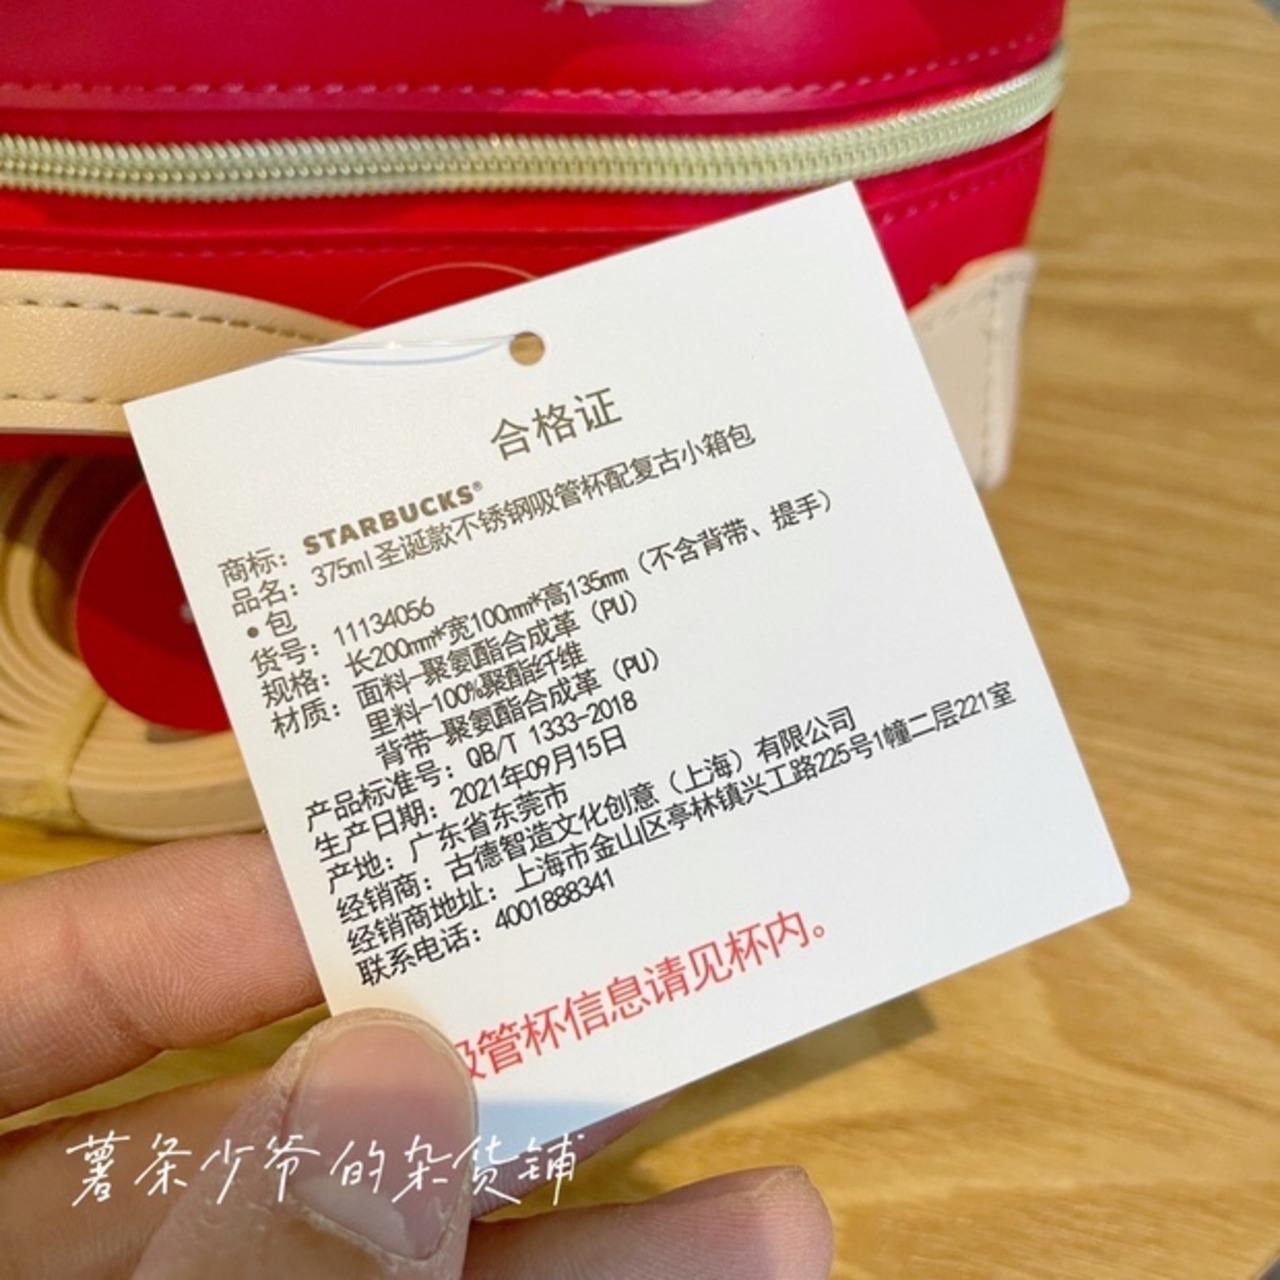 合格证
商标：STARBUCKS®
品名：375ml圣诞款不锈钢吸管杯配复古小箱包
•包
货号：11134056
规格：长200mm*宽100mm*高135mm（不含背带、提手）
材质：面料-聚氨酯合成革（PU）
里料-100%聚酯纤维
背带-聚氨酯合成革（PU）
产品标准号：QB/T 1333-2018
生产日期：2021年09月15日
产地：广东省东莞市
经销商：古德智造文化创意（上海）有限公司
经销商地址：上海市金山区亭林镇兴工路225号1幢二层221室
联系电话：4001888341
吸管杯信息请见杯内。
薯条少爷的杂货铺